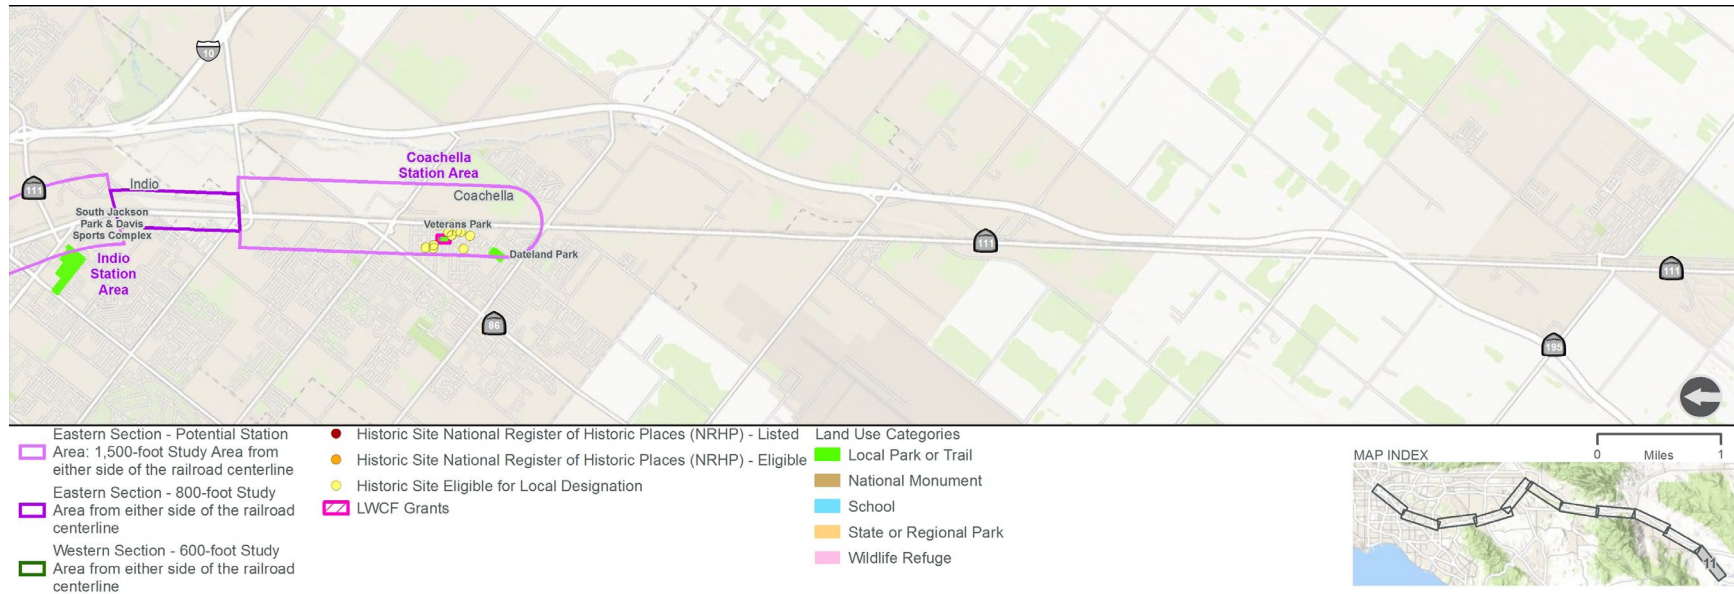 10
Coachella
Station Area
111
Indio
Coachella
South Jackson
Park & Davis
Sports Complex
Veterans Park
Indio
Station
Area
Dateland Park
111
111
86
195
Eastern Section - Potential Station
Area: 1,500-foot Study Area from
either side of the railroad centerline
Eastern Section - 800-foot Study
Area from either side of the railroad
centerline
Western Section - 600-foot Study
Area from either side of the railroad
centerline
Historic Site National Register of Historic Places (NRHP) - Listed
Historic Site National Register of Historic Places (NRHP) - Eligible
Historic Site Eligible for Local Designation
LWCF Grants
Land Use Categories
Local Park or Trail
National Monument
School
State or Regional Park
Wildlife Refuge
0 Miles 1
MAP INDEX
11